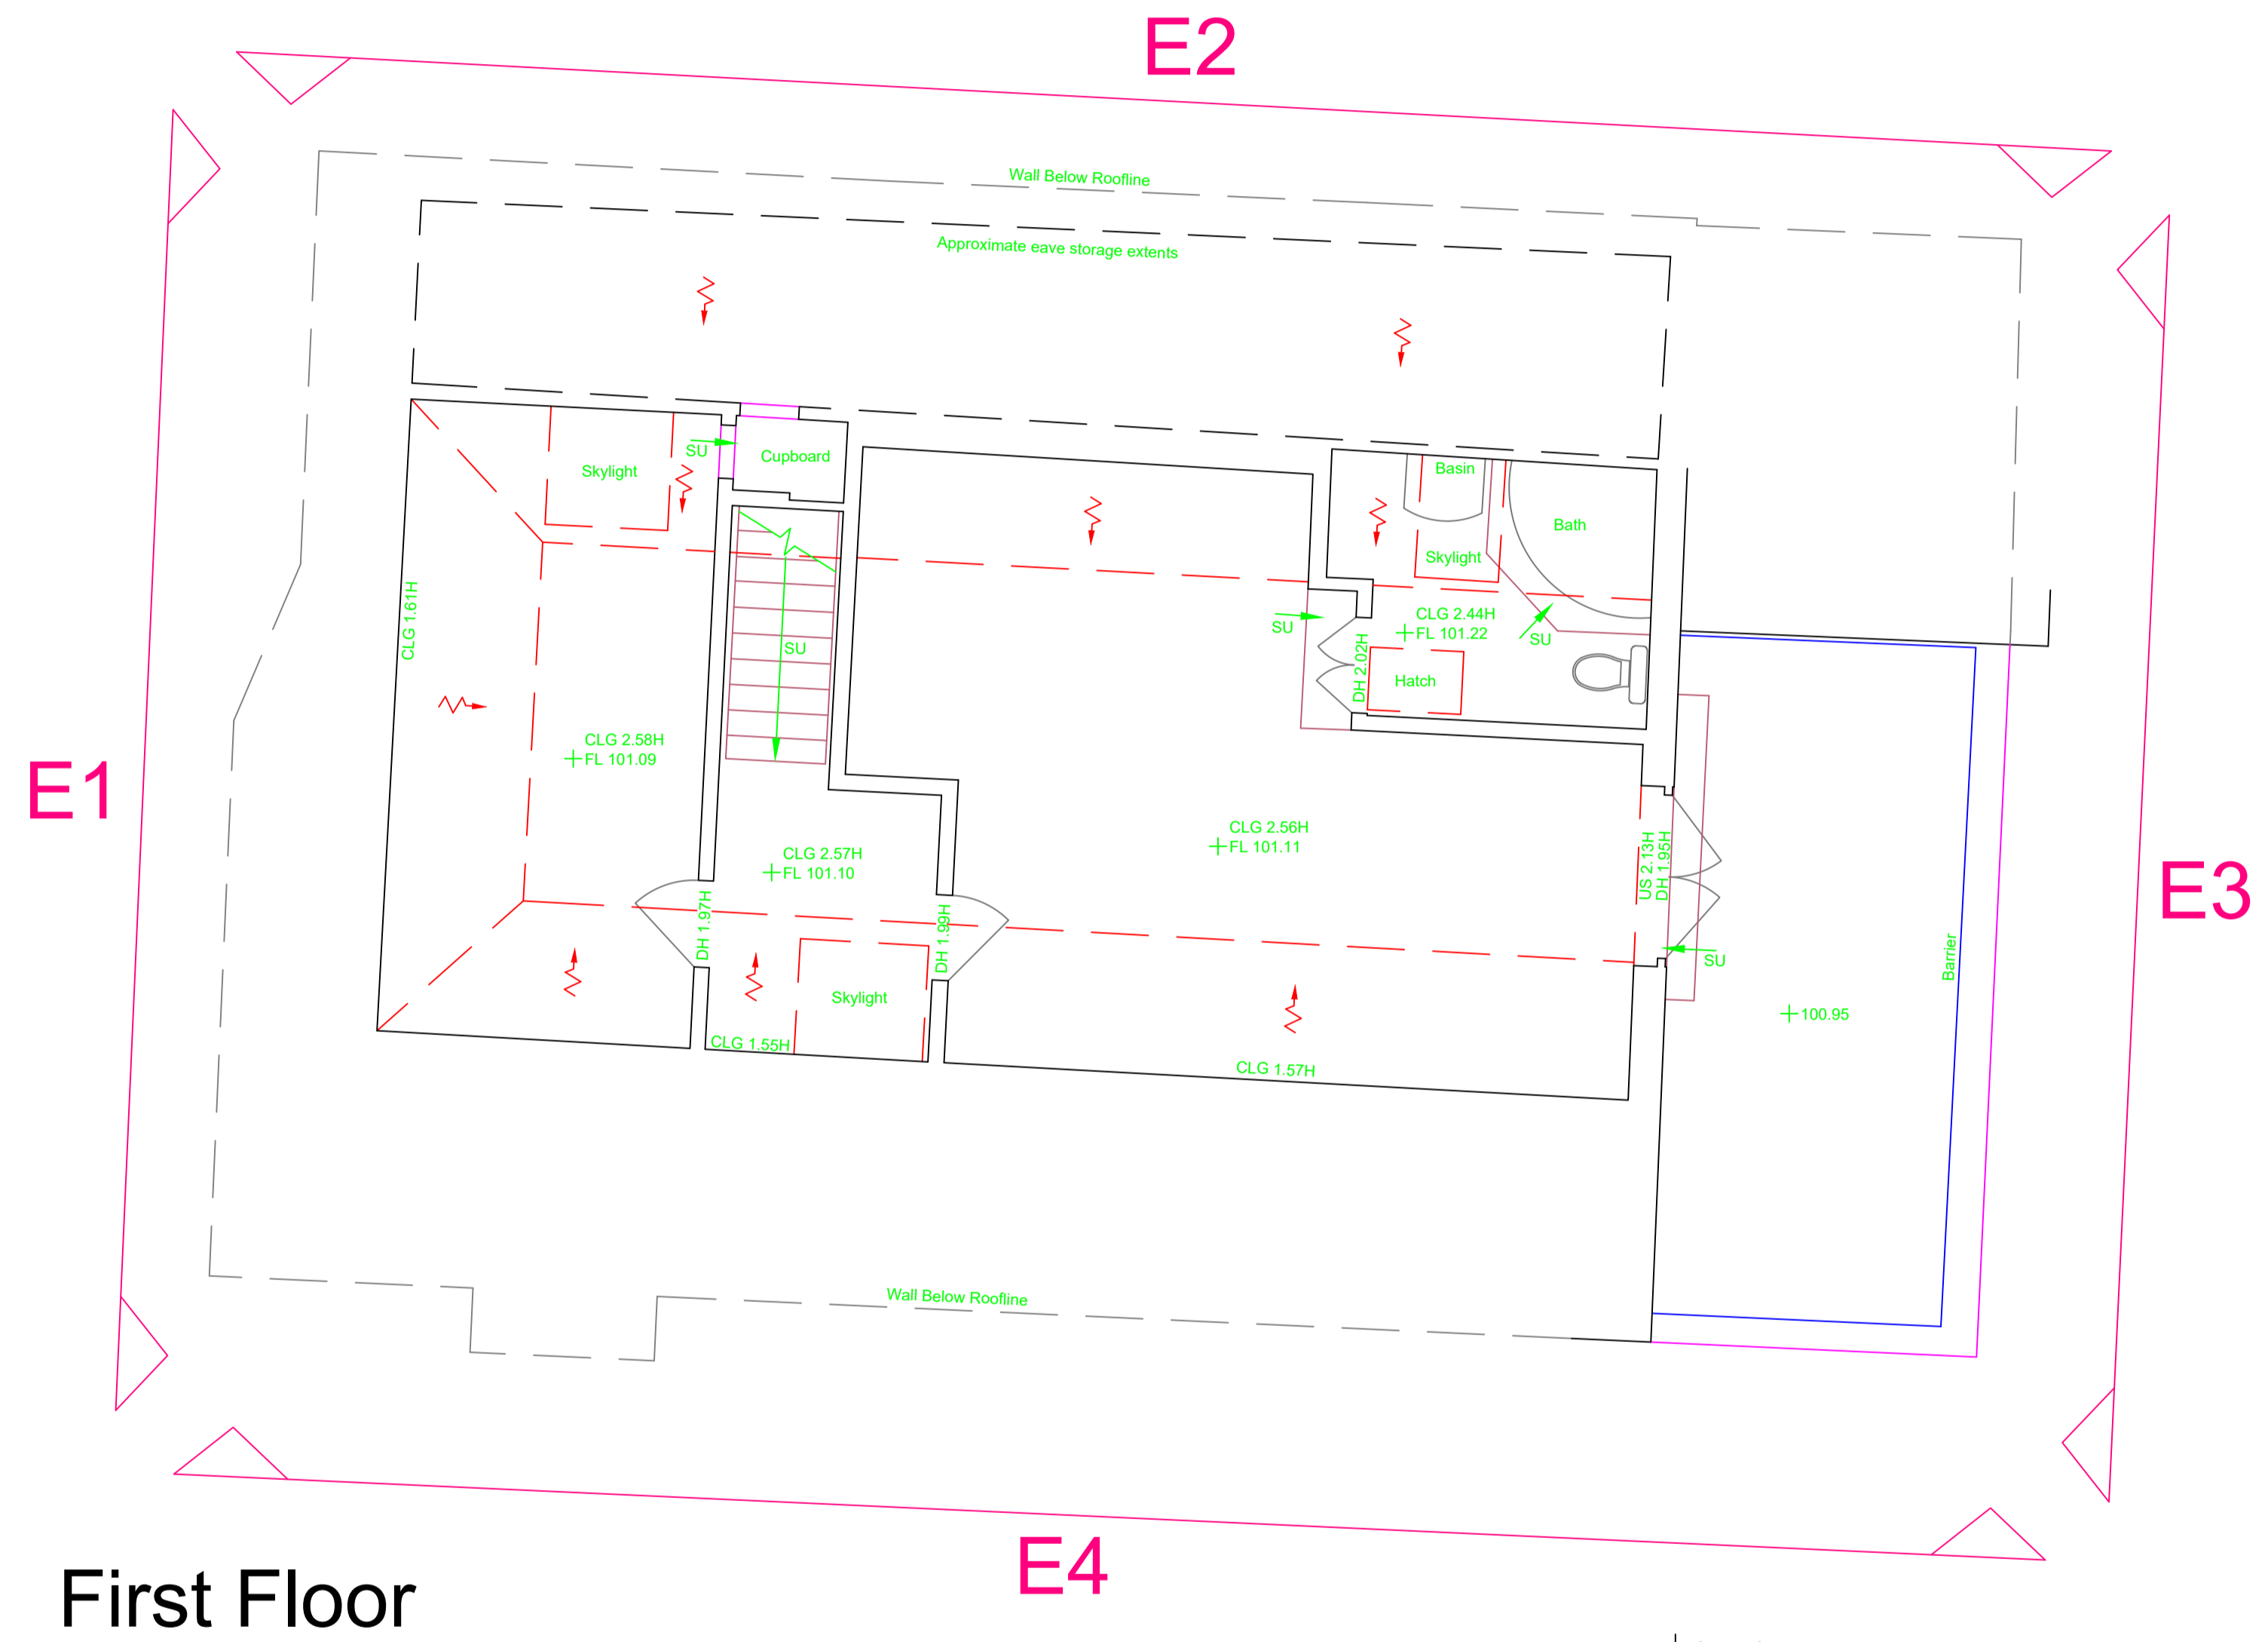 E2
Wall Below Roofline
Approximate eave storage extents
SU
Cupboard
Skylight
Basin
Bath
Skylight
CLG 1.61H
SU
CLG 2.44H
FL 101.22
SU
SU
DH 2.02H
Hatch
CLG 2.58H
FL 101.09
E1
CLG 2.57H
FL 101.10
CLG 2.56H
FL 101.11
US 2.13H
DH 1.95H
E3
DH 1.97H
DH 1.99H
SU
Barrier
Skylight
100.95
CLG 1.55H
CLG 1.57H
Wall Below Roofline
E4
First Floor